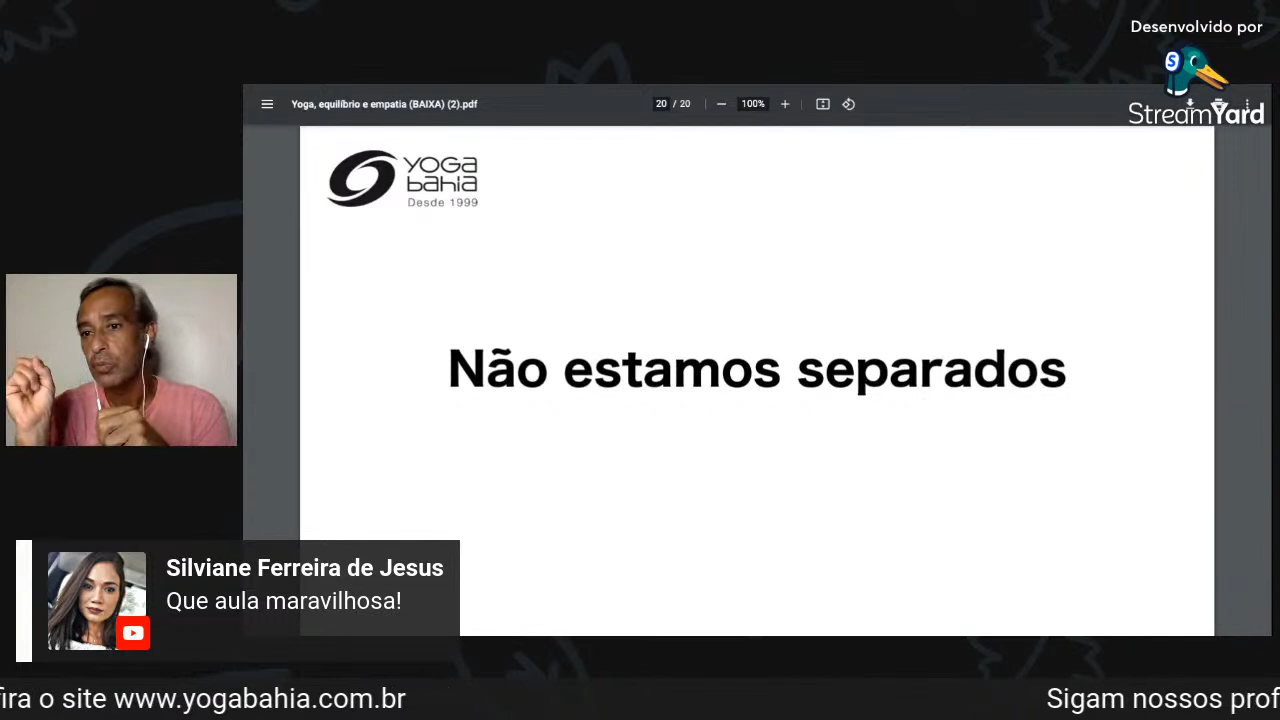 Desenvolvido por
StreamYard
Yoga, equilíbrio e empatia (BAIXA) (2).pdf
20 / 20
100%
YOGA
bahia
Desde 1999
Não estamos separados
Silviane Ferreira de Jesus
Que aula maravilhosa!
fira o site www.yogabahia.com.br
Sigam nossos prof